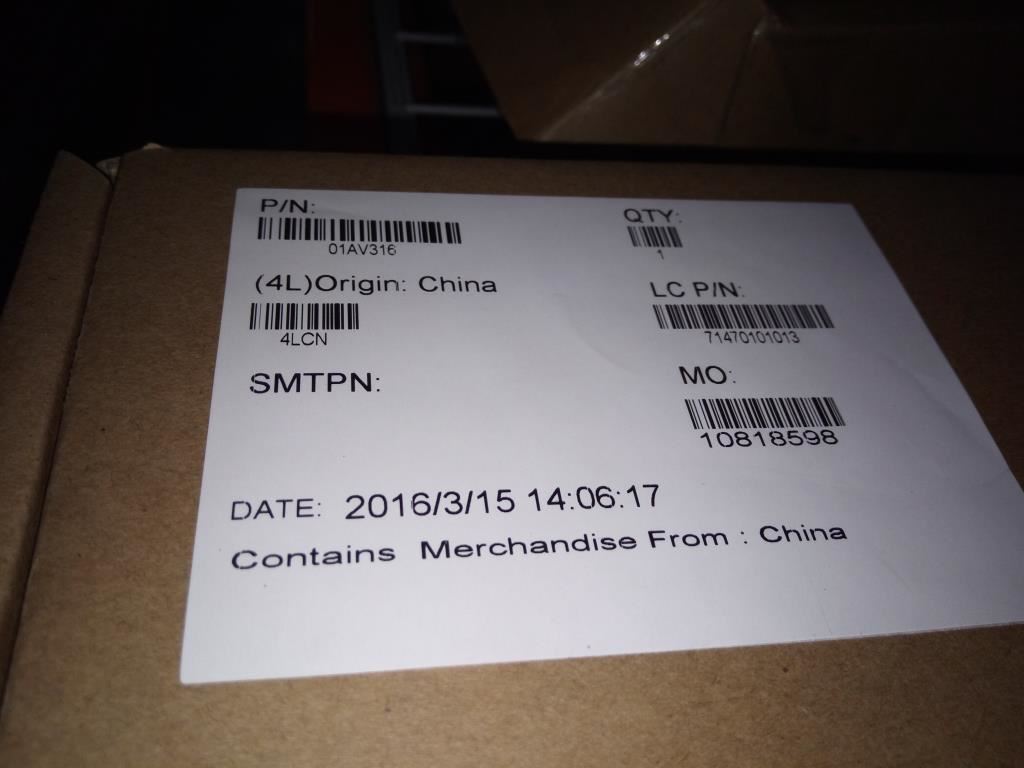 P/N:
01AV316
QTY:
1
(4L)Origin: China
4LCN
LC P/N:
71470101013
SMTPN:
MO:
10818598
DATE: 2016/3/15 14:06:17
Contains Merchandise From : China